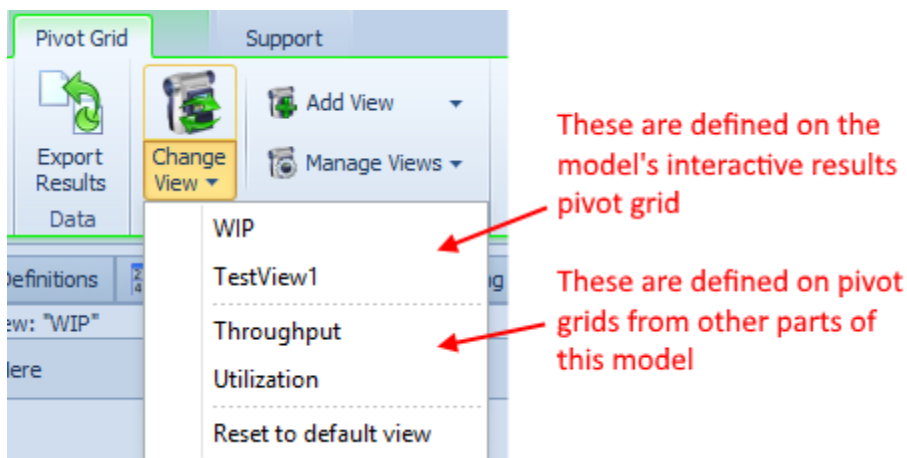 Pivot Grid
Support
Export
Results
Data
Change
View
Add View
Manage Views
WIP
TestView1
Throughput
Utilization
Reset to default view
These are defined on the
model's interactive results
pivot grid
These are defined on pivot
grids from other parts of
this model
Definitions
"WIP"